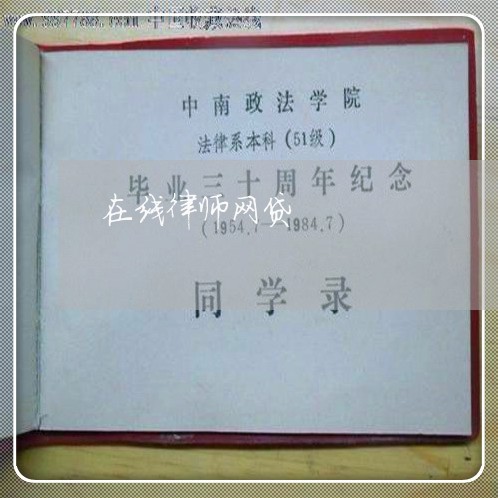 中南政法学院
法律系本科(51级)
毕业三十周年纪念
在线律师网贷
(1954.7—1984.7)
同学录